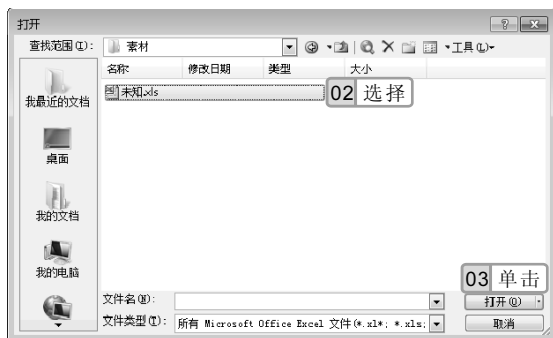 打开
查找范围(I):
素材
工具(L)
名称
修改日期
类型
大小
未知.xls
02 选择
我最近的文档
桌面
我的文档
我的电脑
03 单击
文件名(N):
打开(O)
文件类型(T):
所有 Microsoft Office Excel 文件(*.xl*; *.xls;
取消